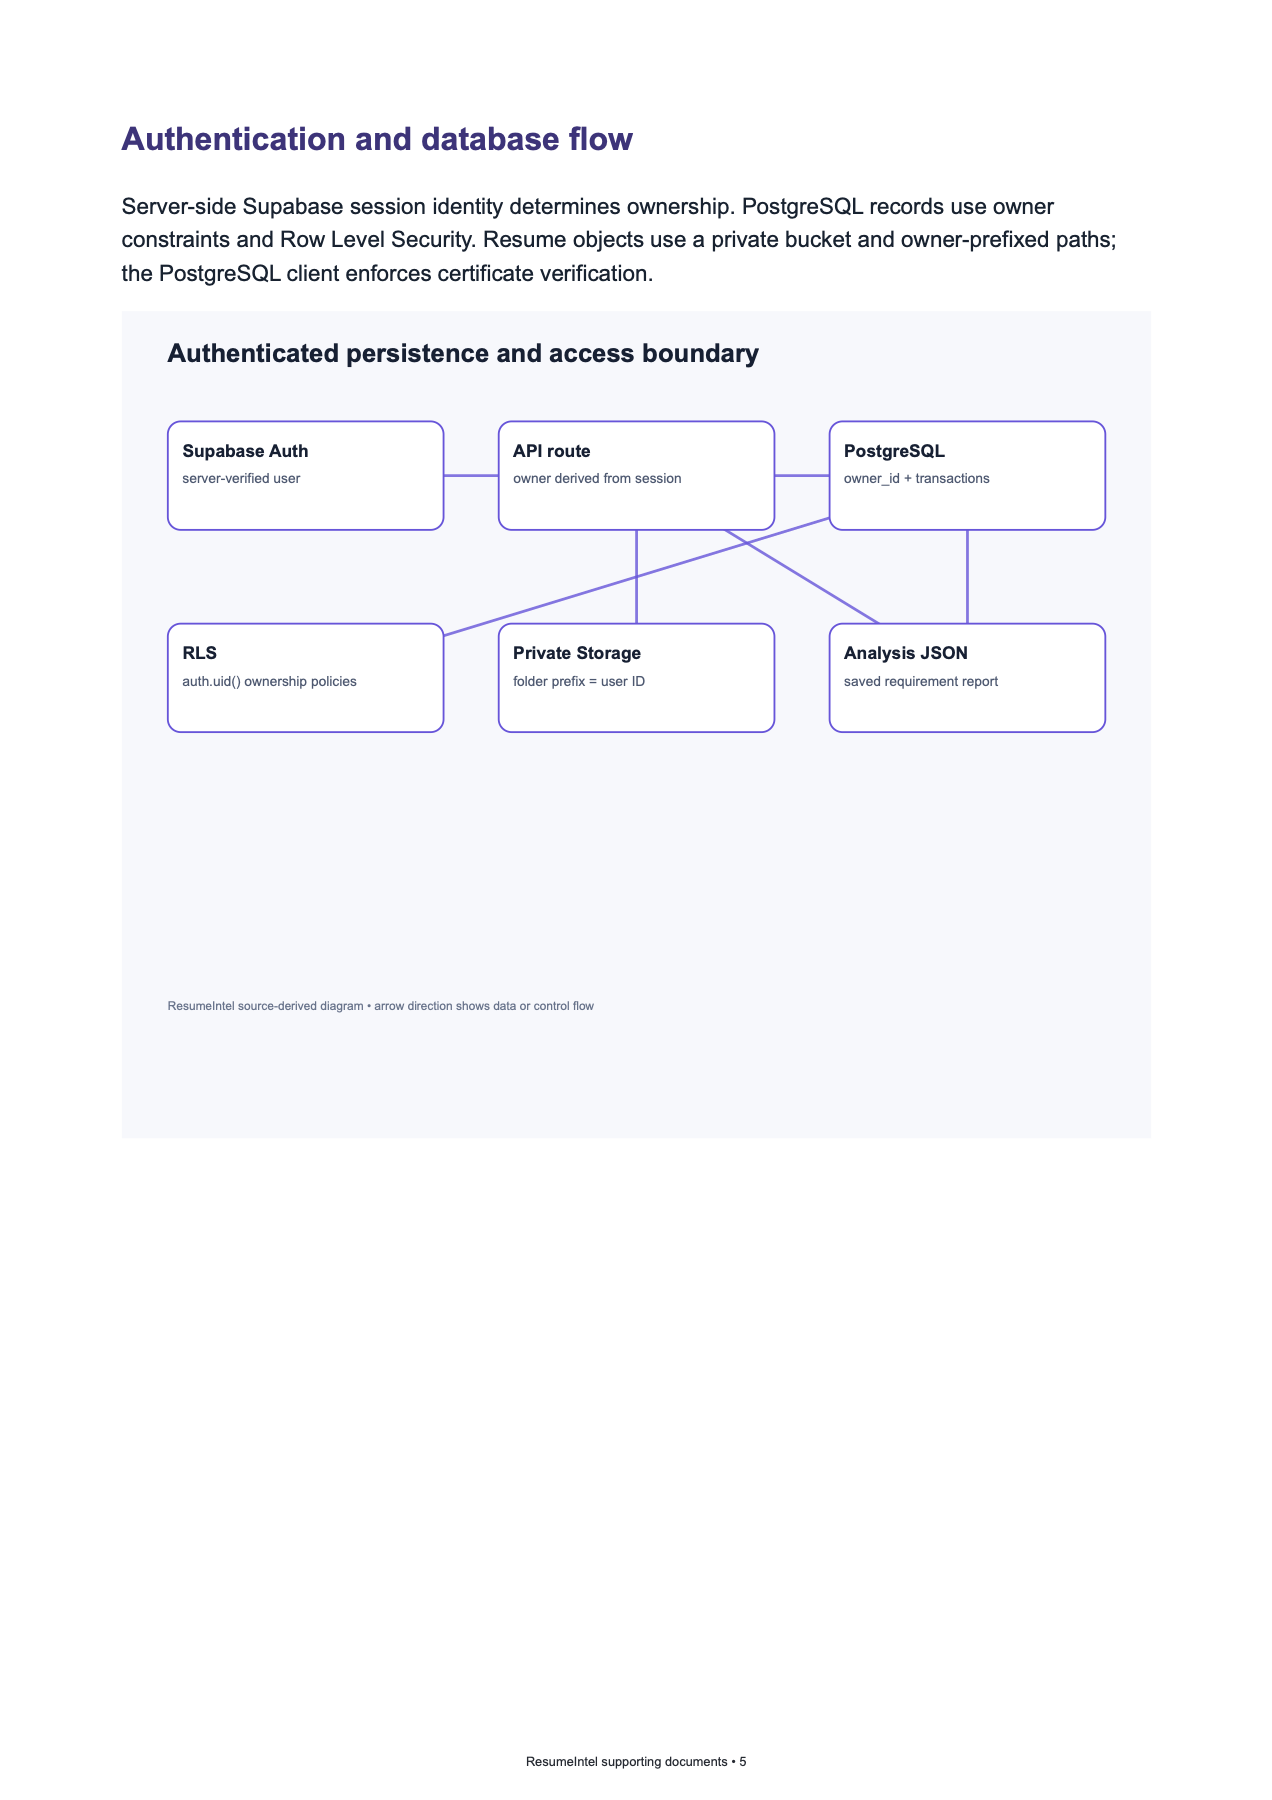 Authentication and database flow
Server-side Supabase session identity determines ownership. PostgreSQL records use owner
constraints and Row Level Security. Resume objects use a private bucket and owner-prefixed paths;
the PostgreSQL client enforces certificate verification.
Authenticated persistence and access boundary
Supabase Auth
server-verified user
API route
owner derived from session
PostgreSQL
owner_id + transactions
RLS
auth.uid() ownership policies
Private Storage
folder prefix = user ID
Analysis JSON
saved requirement report
ResumeIntel source-derived diagram • arrow direction shows data or control flow
ResumeIntel supporting documents • 5